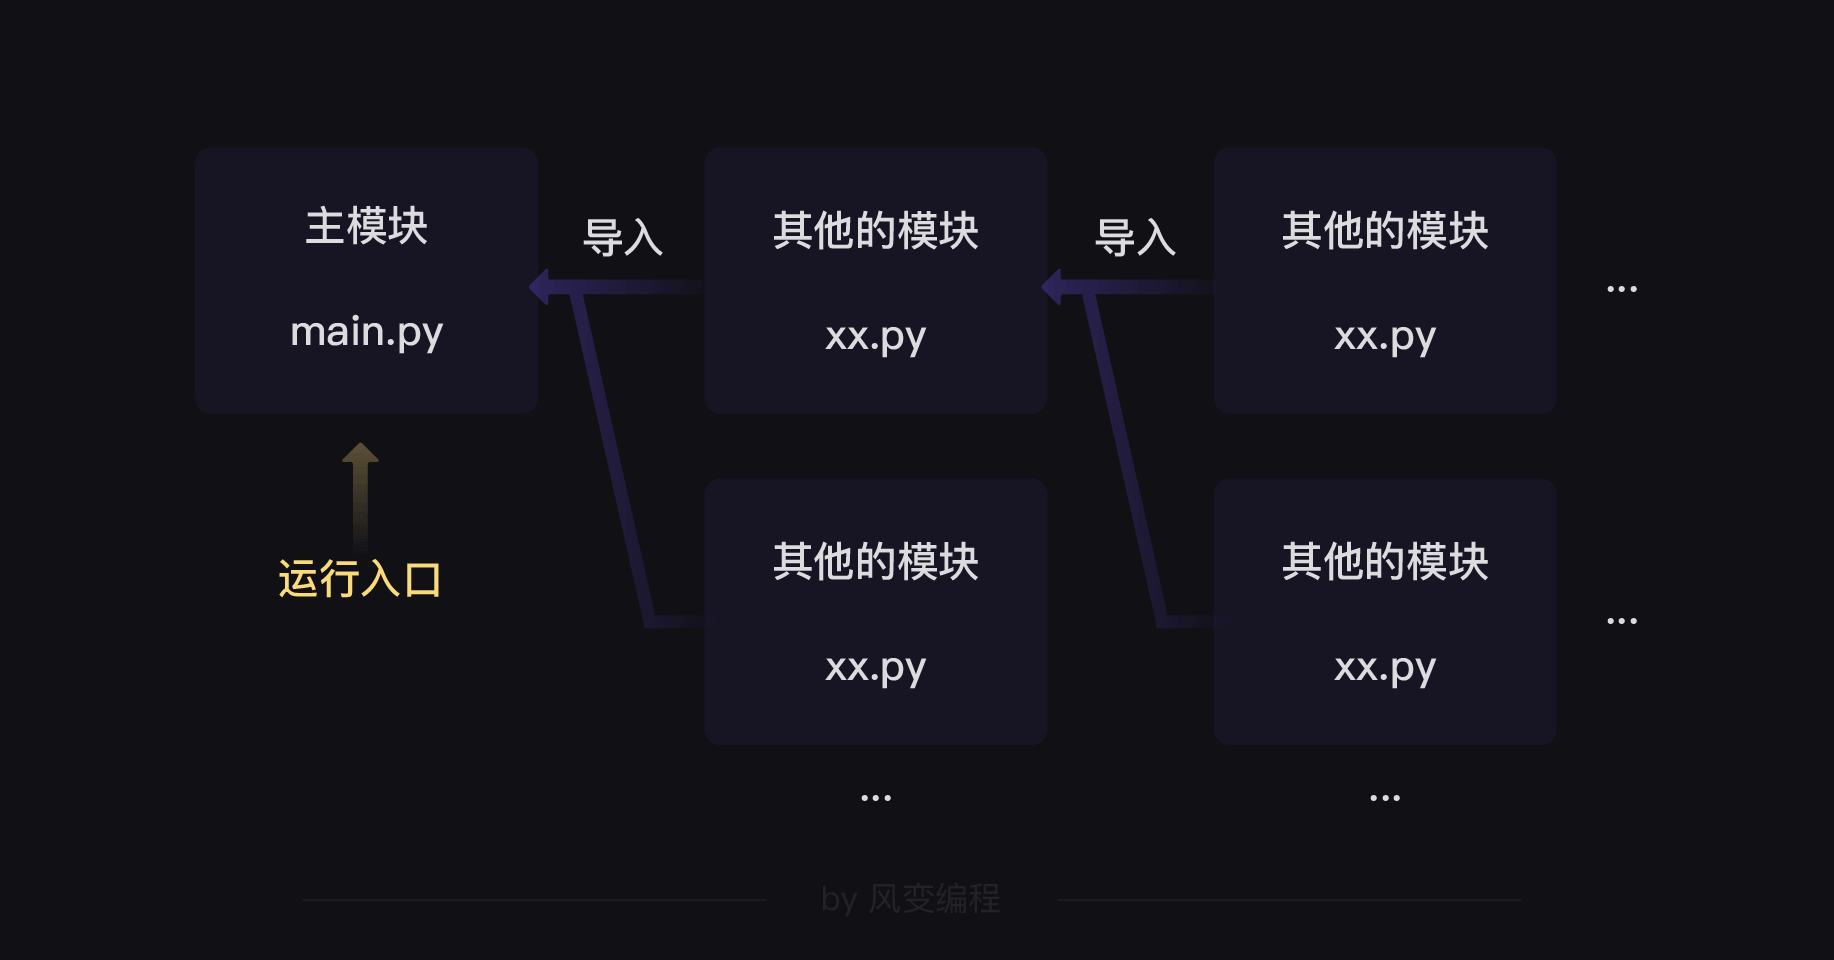 主模块
main.py
导入
其他的模块
xx.py
导入
其他的模块
xx.py
...
运行入口
其他的模块
xx.py
其他的模块
xx.py
...
...
...
by 风变编程